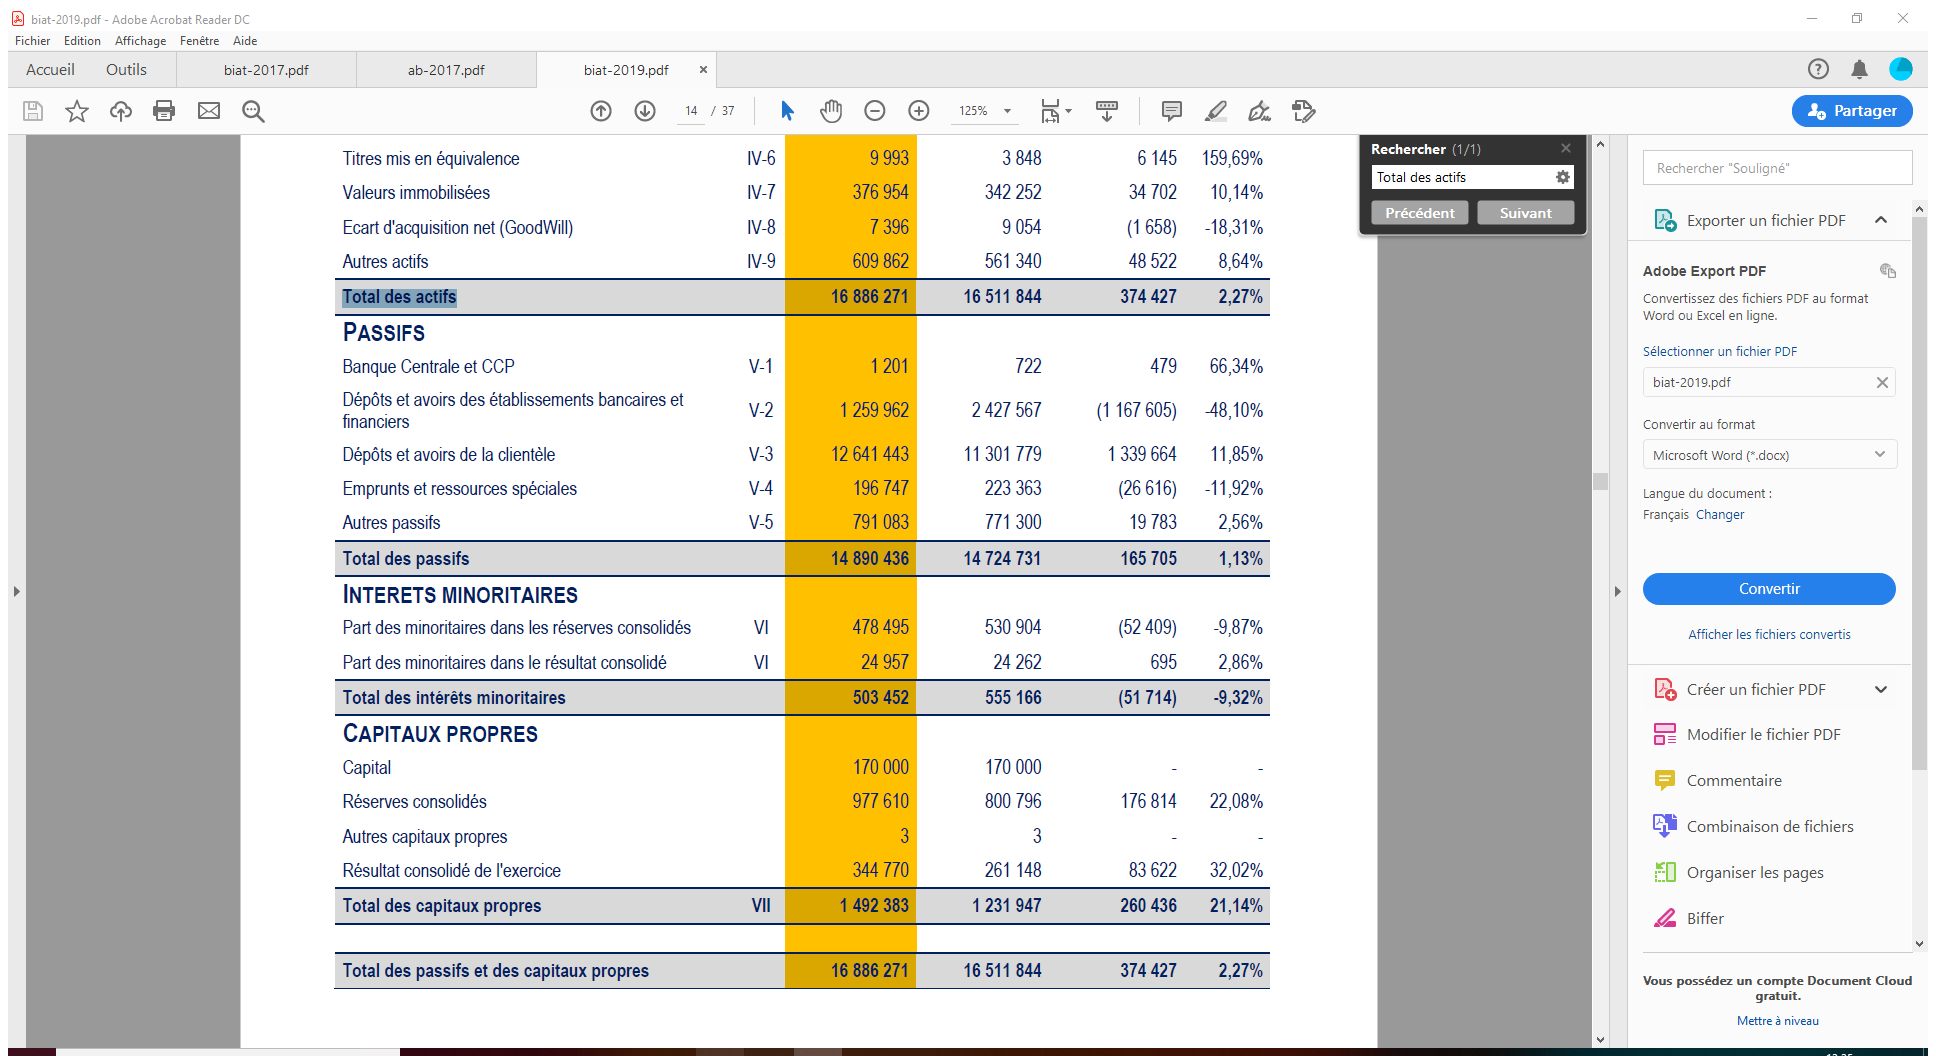 biat-2019.pdf - Adobe Acrobat Reader DC
Fichier Edition Affichage Fenêtre Aide
Accueil Outils biat-2017.pdf ab-2017.pdf biat-2019.pdf ×
14 / 37 125% Partager
Titres mis en équivalence IV-6 9 993 3 848 6 145 159,69%
Valeurs immobilisées IV-7 376 954 342 252 34 702 10,14%
Ecart d'acquisition net (GoodWill) IV-8 7 396 9 054 (1 658) -18,31%
Autres actifs IV-9 609 862 561 340 48 522 8,64%
Total des actifs 16 886 271 16 511 844 374 427 2,27%
PASSIFS
Banque Centrale et CCP V-1 1 201 722 479 66,34%
Dépôts et avoirs des établissements bancaires et
financiers V-2 1 259 962 2 427 567 (1 167 605) -48,10%
Dépôts et avoirs de la clientèle V-3 12 641 443 11 301 779 1 339 664 11,85%
Emprunts et ressources spéciales V-4 196 747 223 363 (26 616) -11,92%
Autres passifs V-5 791 083 771 300 19 783 2,56%
Total des passifs 14 890 436 14 724 731 165 705 1,13%
INTERETS MINORITAIRES
Part des minoritaires dans les réserves consolidés VI 478 495 530 904 (52 409) -9,87%
Part des minoritaires dans le résultat consolidé VI 24 957 24 262 695 2,86%
Total des intérêts minoritaires 503 452 555 166 (51 714) -9,32%
CAPITAUX PROPRES
Capital 170 000 170 000 - -
Réserves consolidés 977 610 800 796 176 814 22,08%
Autres capitaux propres 3 3 - -
Résultat consolidé de l'exercice 344 770 261 148 83 622 32,02%
Total des capitaux propres VII 1 492 383 1 231 947 260 436 21,14%
Total des passifs et des capitaux propres 16 886 271 16 511 844 374 427 2,27%
Rechercher (1/1)
Total des actifs
Précédent Suivant
Rechercher "Souligné"
Exporter un fichier PDF
Adobe Export PDF
Convertissez des fichiers PDF au format
Word ou Excel en ligne.
Sélectionner un fichier PDF
biat-2019.pdf
Convertir au format
Microsoft Word (*.docx)
Langue du document :
Français Changer
Convertir
Afficher les fichiers convertis
Créer un fichier PDF
Modifier le fichier PDF
Commentaire
Combinaison de fichiers
Organiser les pages
Biffer
Vous possédez un compte Document Cloud
gratuit.
Mettre à niveau